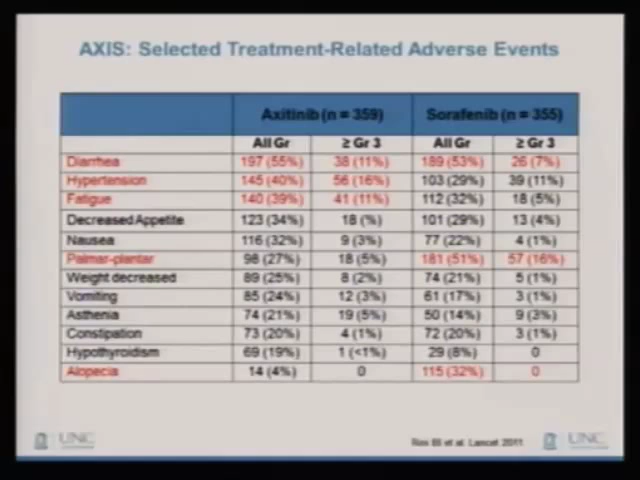 AXIS: Selected Treatment-Related Adverse Events
Axitinib (n = 359) Sorafenib (n = 355)
All Gr ≥ Gr 3 All Gr ≥ Gr 3
Diarrhea 197 (55%) 38 (11%) 189 (53%) 26 (7%)
Hypertension 145 (40%) 56 (16%) 103 (29%) 39 (11%)
Fatigue 140 (39%) 41 (11%) 112 (32%) 18 (5%)
Decreased Appetite 123 (34%) 18 (%) 101 (29%) 13 (4%)
Nausea 116 (32%) 9 (3%) 77 (22%) 4 (1%)
Palmar-plantar 98 (27%) 18 (5%) 181 (51%) 57 (16%)
Weight decreased 89 (25%) 8 (2%) 74 (21%) 5 (1%)
Vomiting 85 (24%) 12 (3%) 61 (17%) 3 (1%)
Asthenia 74 (21%) 19 (5%) 50 (14%) 9 (3%)
Constipation 73 (20%) 4 (1%) 72 (20%) 3 (1%)
Hypothyroidism 69 (19%) 1 (<1%) 29 (8%) 0
Alopecia 14 (4%) 0 115 (32%) 0
et al. Lancet 2011
UNC UNC